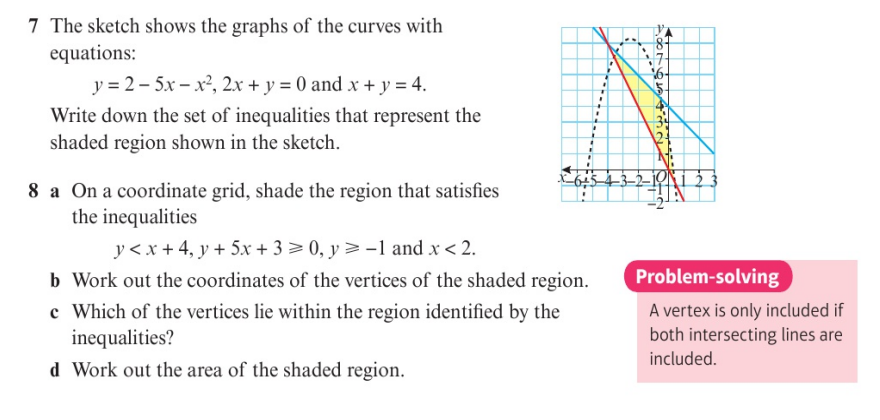 7 The sketch shows the graphs of the curves with
equations:
y = 2 – 5x – x², 2x + y = 0 and x + y = 4.
Write down the set of inequalities that represent the
shaded region shown in the sketch.
y
8
7
6
5
4
3
2
1
x –6 –5 –4 –3 –2 –1 O 1 2 3
–2
8 a On a coordinate grid, shade the region that satisfies
the inequalities
y < x + 4, y + 5x + 3 ⩾ 0, y ⩾ –1 and x < 2.
b Work out the coordinates of the vertices of the shaded region.
c Which of the vertices lie within the region identified by the
inequalities?
d Work out the area of the shaded region.
Problem-solving
A vertex is only included if
both intersecting lines are
included.